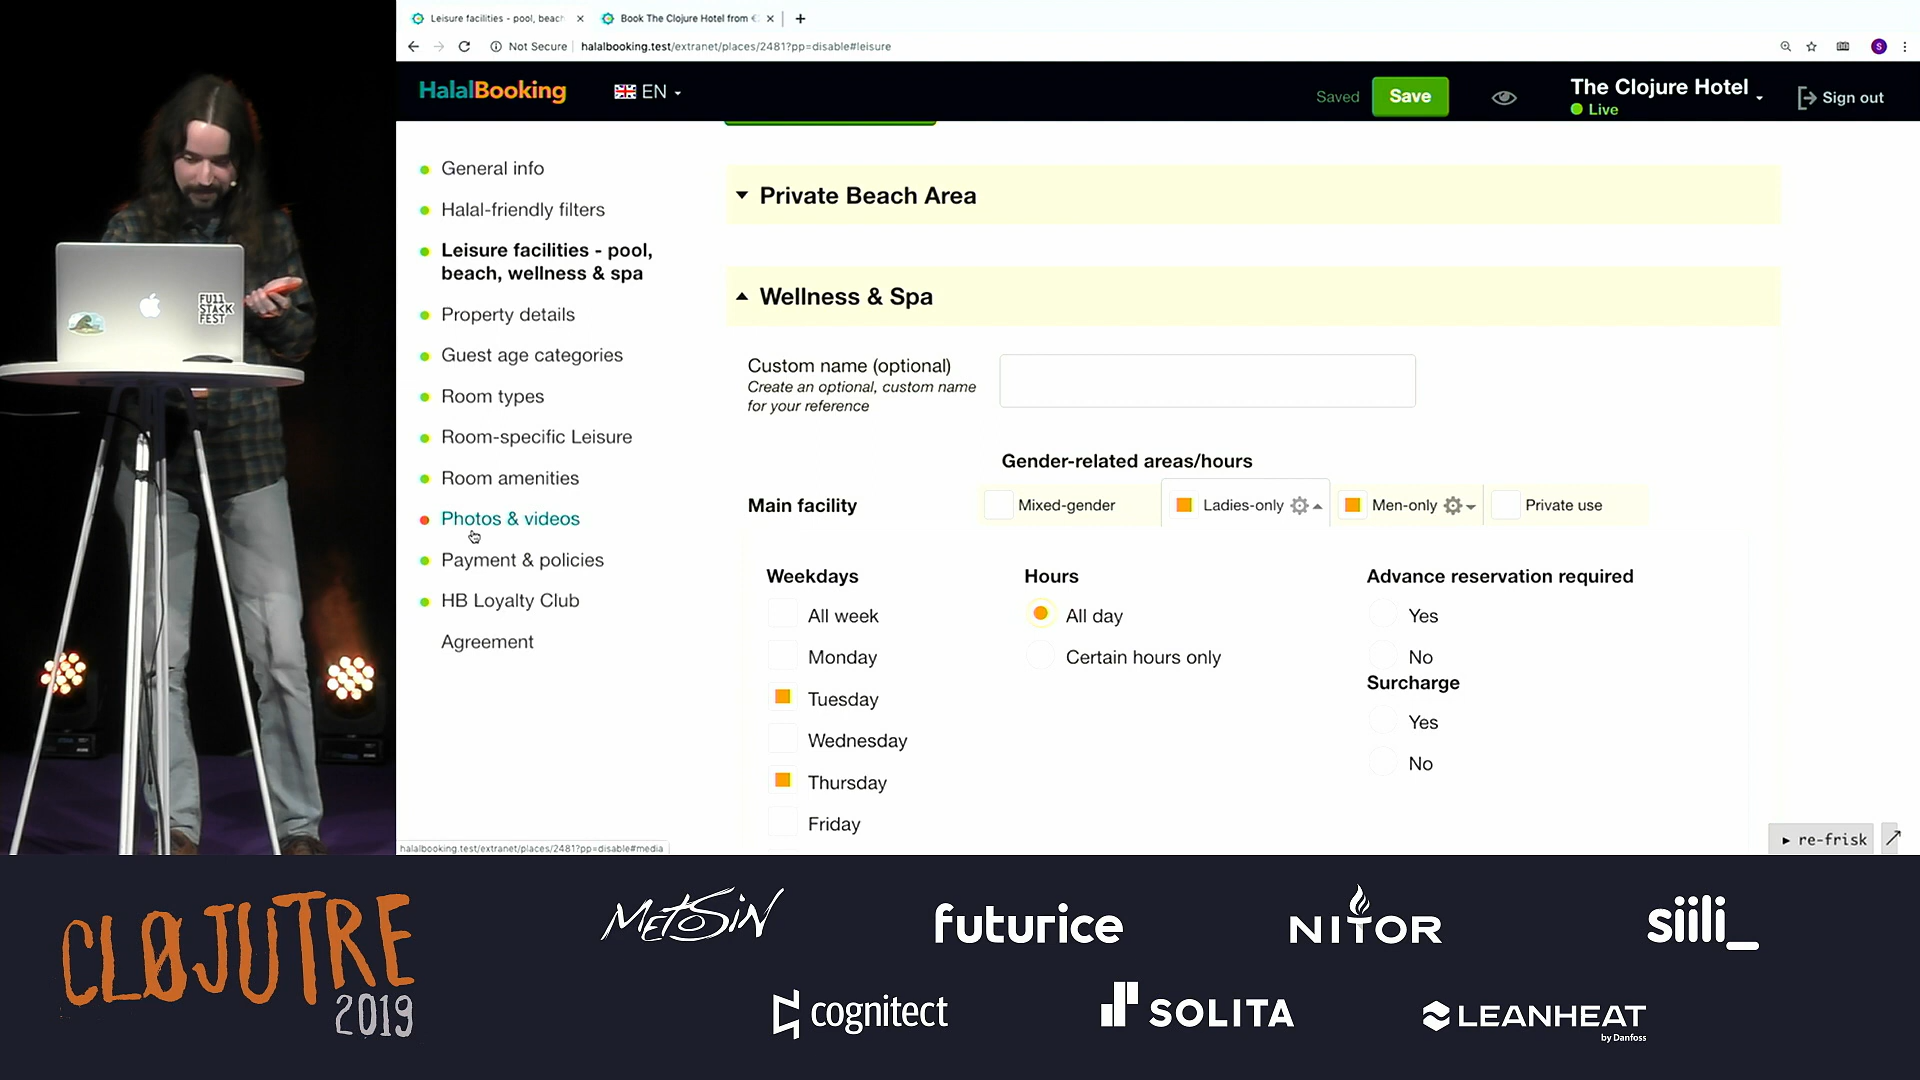 Leisure facilities - pool, beach
Book The Clojure Hotel from €
Not Secure
halalbooking.test/extranet/places/2481?pp=disable#leisure
S
HalalBooking
EN
Saved
Save
The Clojure Hotel
Live
Sign out
General info
Halal-friendly filters
Leisure facilities - pool,
beach, wellness & spa
Property details
Guest age categories
Room types
Room-specific Leisure
Room amenities
Photos & videos
Payment & policies
HB Loyalty Club
Agreement
Private Beach Area
Wellness & Spa
Custom name (optional)
Create an optional, custom name
for your reference
Gender-related areas/hours
Main facility
Mixed-gender
Ladies-only
Men-only
Private use
Weekdays
All week
Monday
Tuesday
Wednesday
Thursday
Friday
Hours
All day
Certain hours only
Advance reservation required
Yes
No
Surcharge
Yes
No
re-frisk
halalbooking.test/extranet/places/2481?pp=disable#media
FULL
STACK
FEST
CLØJUTRE
2019
METOSIN
futurice
NITOR
siili_
cognitect
SOLITA
LEANHEAT
by Danfoss